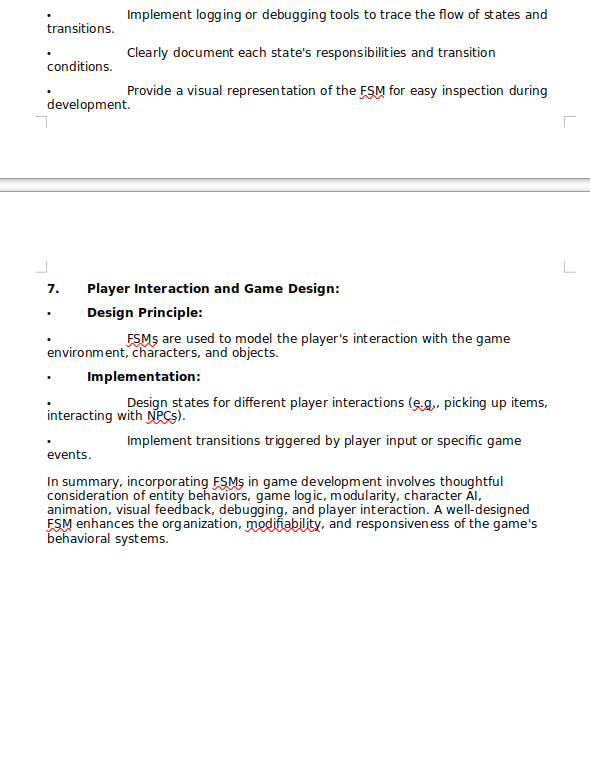 • Implement logging or debugging tools to trace the flow of states and
transitions.
• Clearly document each state's responsibilities and transition
conditions.
• Provide a visual representation of the FSM for easy inspection during
development.
7. Player Interaction and Game Design:
• Design Principle:
• FSMs are used to model the player's interaction with the game
environment, characters, and objects.
• Implementation:
• Design states for different player interactions (e.g., picking up items,
interacting with NPCs).
• Implement transitions triggered by player input or specific game
events.
In summary, incorporating FSMs in game development involves thoughtful
consideration of entity behaviors, game logic, modularity, character AI,
animation, visual feedback, debugging, and player interaction. A well-designed
FSM enhances the organization, modifiability, and responsiveness of the game's
behavioral systems.